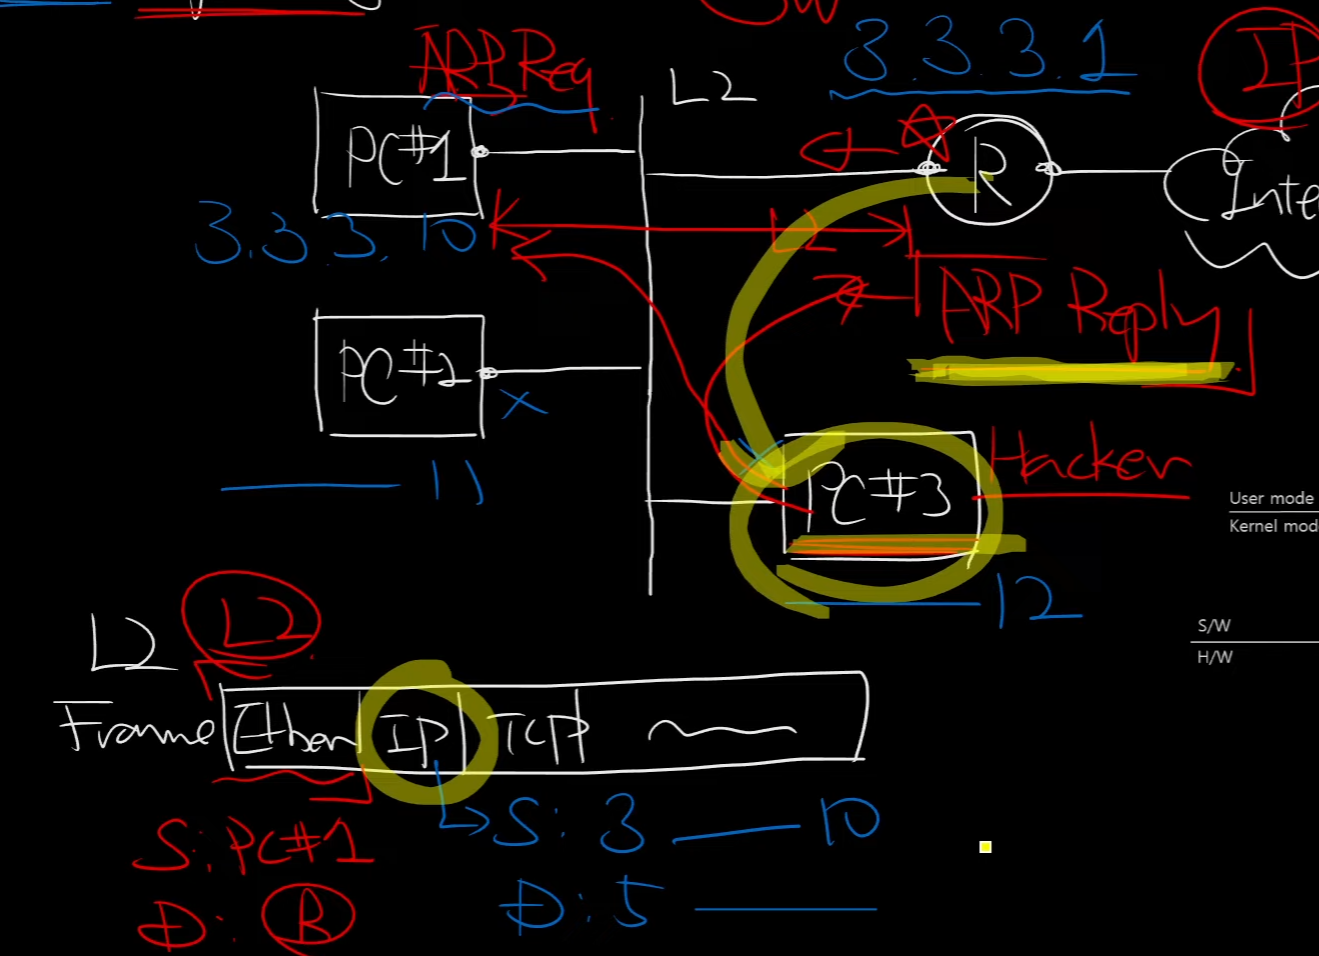 SW
3.3.3.1
IP
ARP Req
L2
PC#1
R
Inte
3.3.3.10
L2
ARP Reply
PC#2
x
11
PC#3
Hacker
User mode
Kernel mod
12
S/W
H/W
L2
L2
Frame
Ether
IP
TCP
S: PC#1
S: 3 10
D: R
D: 5